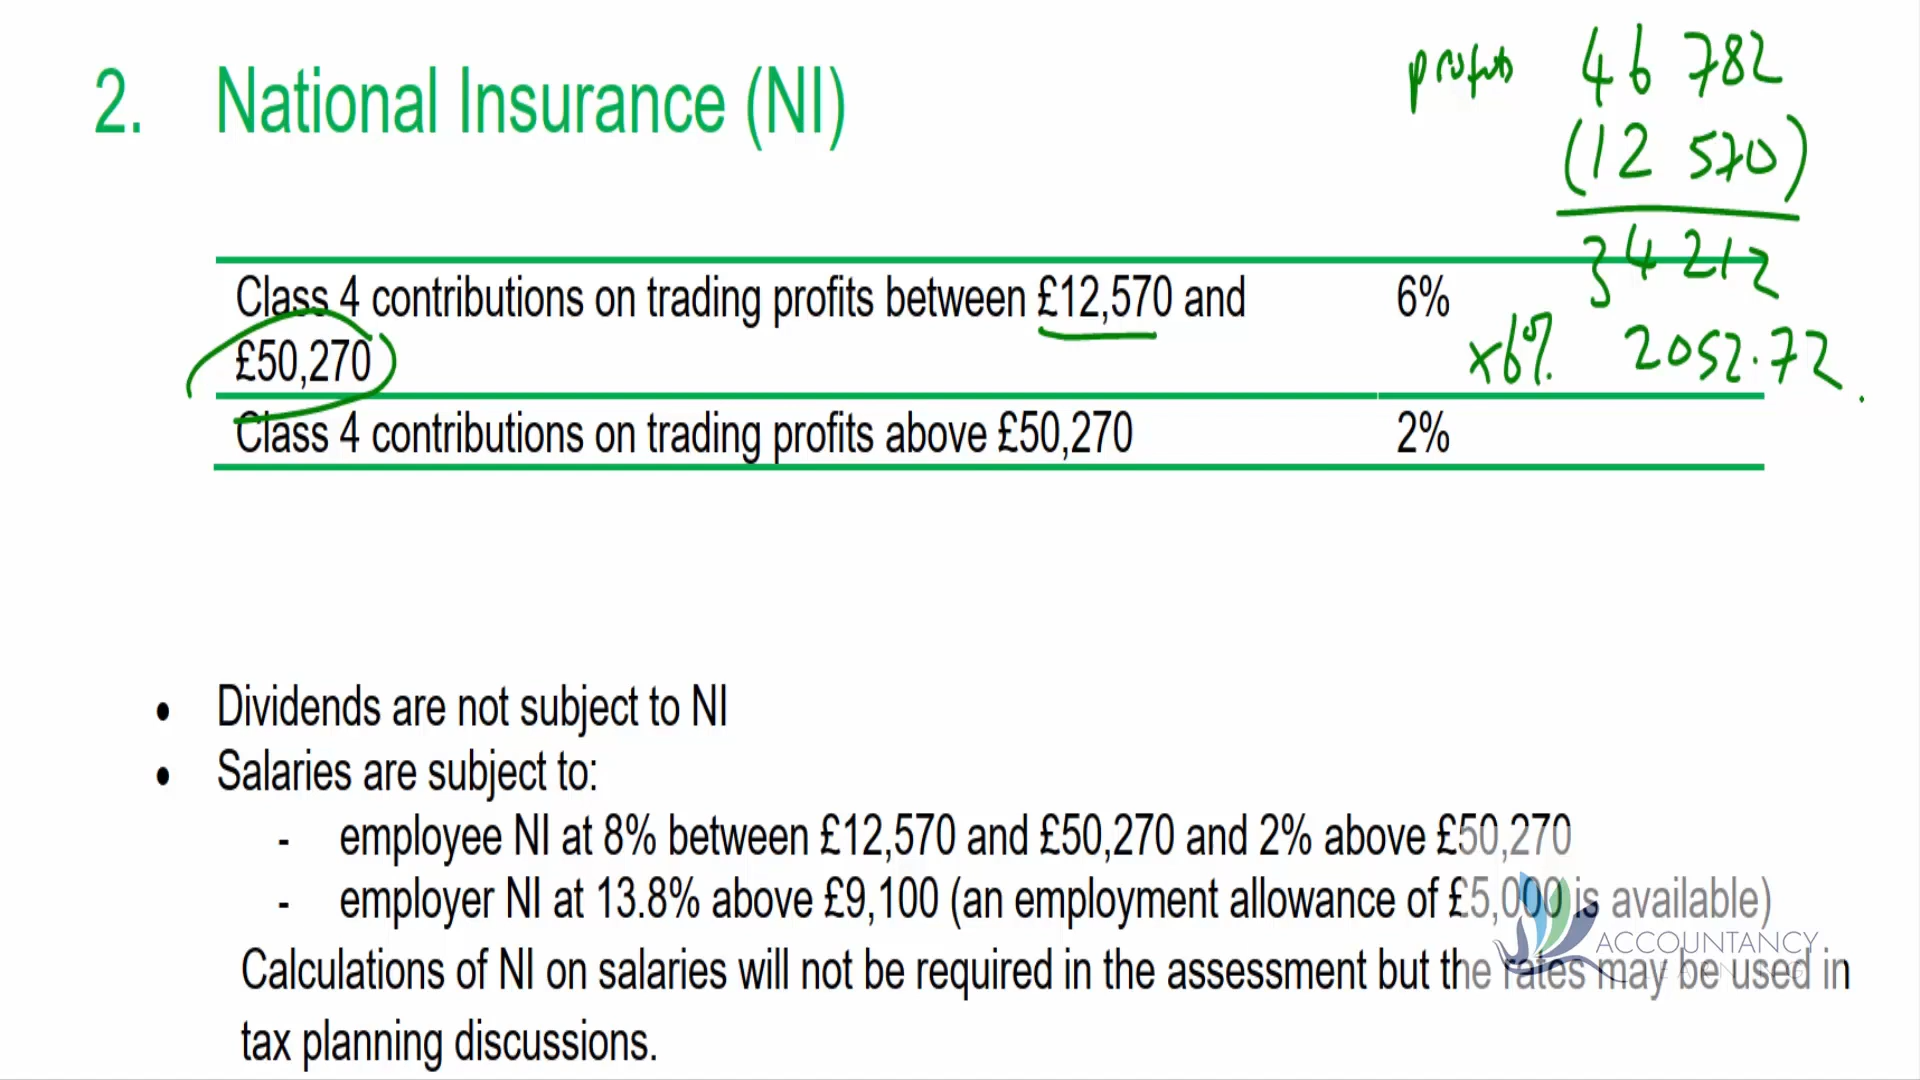 2. National Insurance (NI)
profits 46 782
(12 570)
34 212
x6% 2052.72
Class 4 contributions on trading profits between £12,570 and 6%
£50,270
Class 4 contributions on trading profits above £50,270 2%
• Dividends are not subject to NI
• Salaries are subject to:
- employee NI at 8% between £12,570 and £50,270 and 2% above £50,270
- employer NI at 13.8% above £9,100 (an employment allowance of £5,000 is available)
Calculations of NI on salaries will not be required in the assessment but the rates may be used in
tax planning discussions.
ACCOUNTANCY
LEARNING